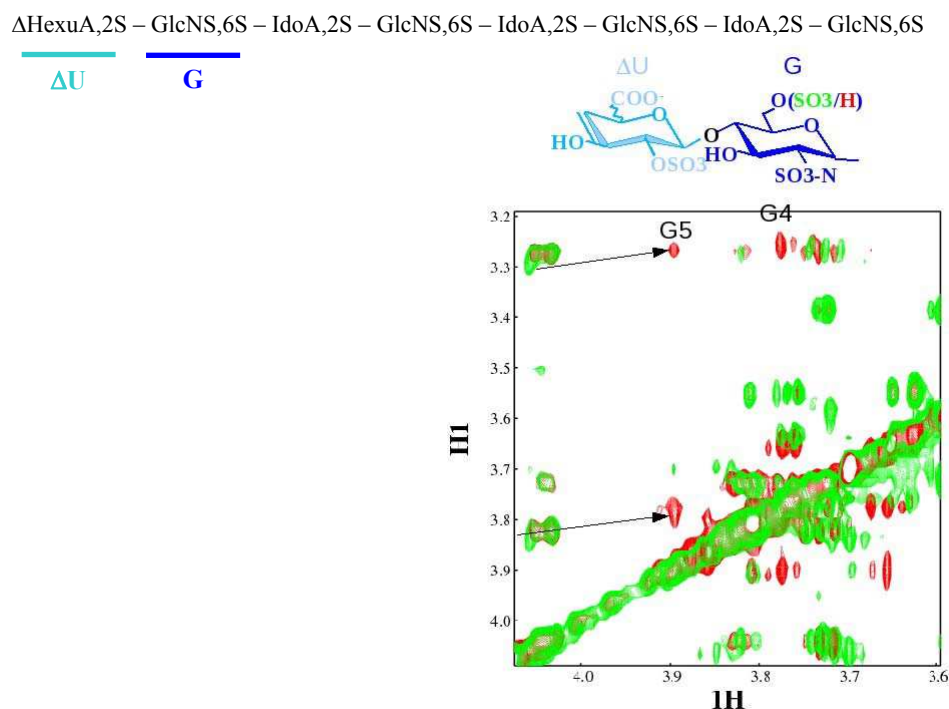 ΔHexuA,2S – GlcNS,6S – IdoA,2S – GlcNS,6S – IdoA,2S – GlcNS,6S – IdoA,2S – GlcNS,6S
ΔU G
ΔU G
COO-
O(SO3/H)
O
O
O
HO
HO
OSO3
SO3-N
3.2
G5
G4
3.3
3.4
3.5
3.6
H1
3.7
3.8
3.9
4.0
4.0 3.9 3.8 3.7 3.6
1H